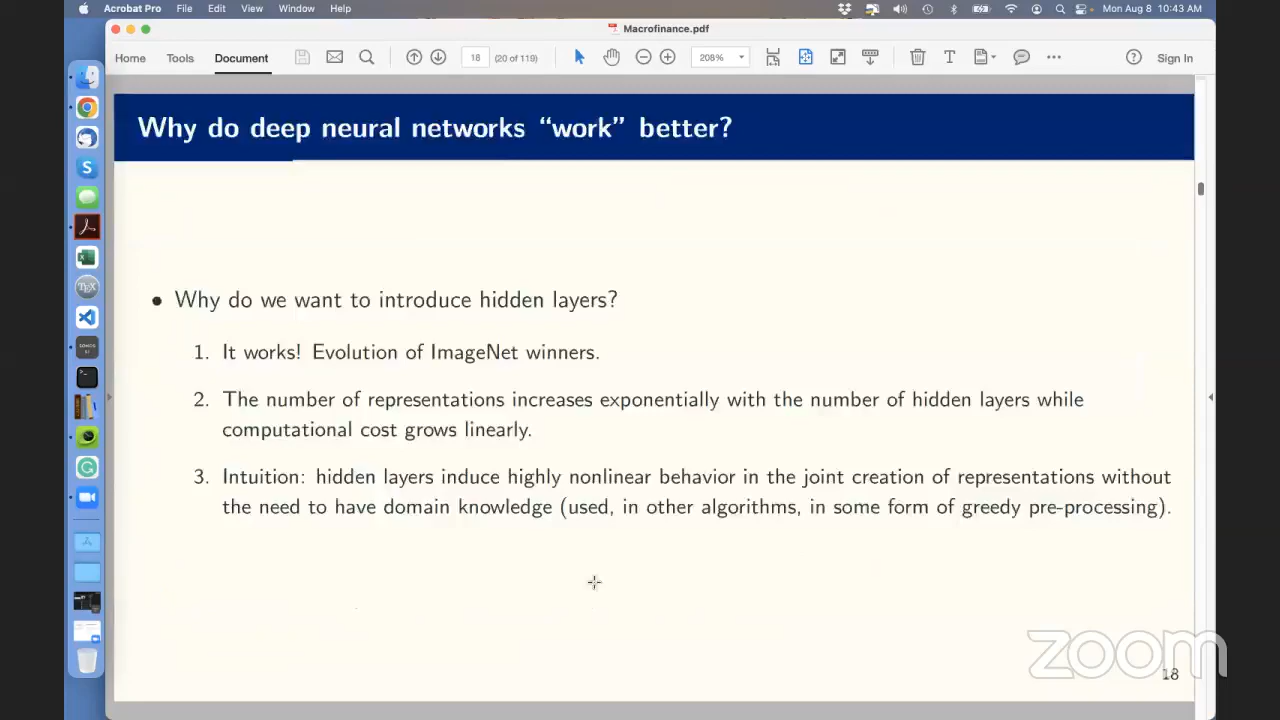 Acrobat Pro File Edit View Window Help Mon Aug 8 10:43 AM
Macrofinance.pdf
Home Tools Document 18 (20 of 119) 208% Sign In
Why do deep neural networks “work” better?
• Why do we want to introduce hidden layers?
1. It works! Evolution of ImageNet winners.
2. The number of representations increases exponentially with the number of hidden layers while
computational cost grows linearly.
3. Intuition: hidden layers induce highly nonlinear behavior in the joint creation of representations without
the need to have domain knowledge (used, in other algorithms, in some form of greedy pre-processing).
zoom
18